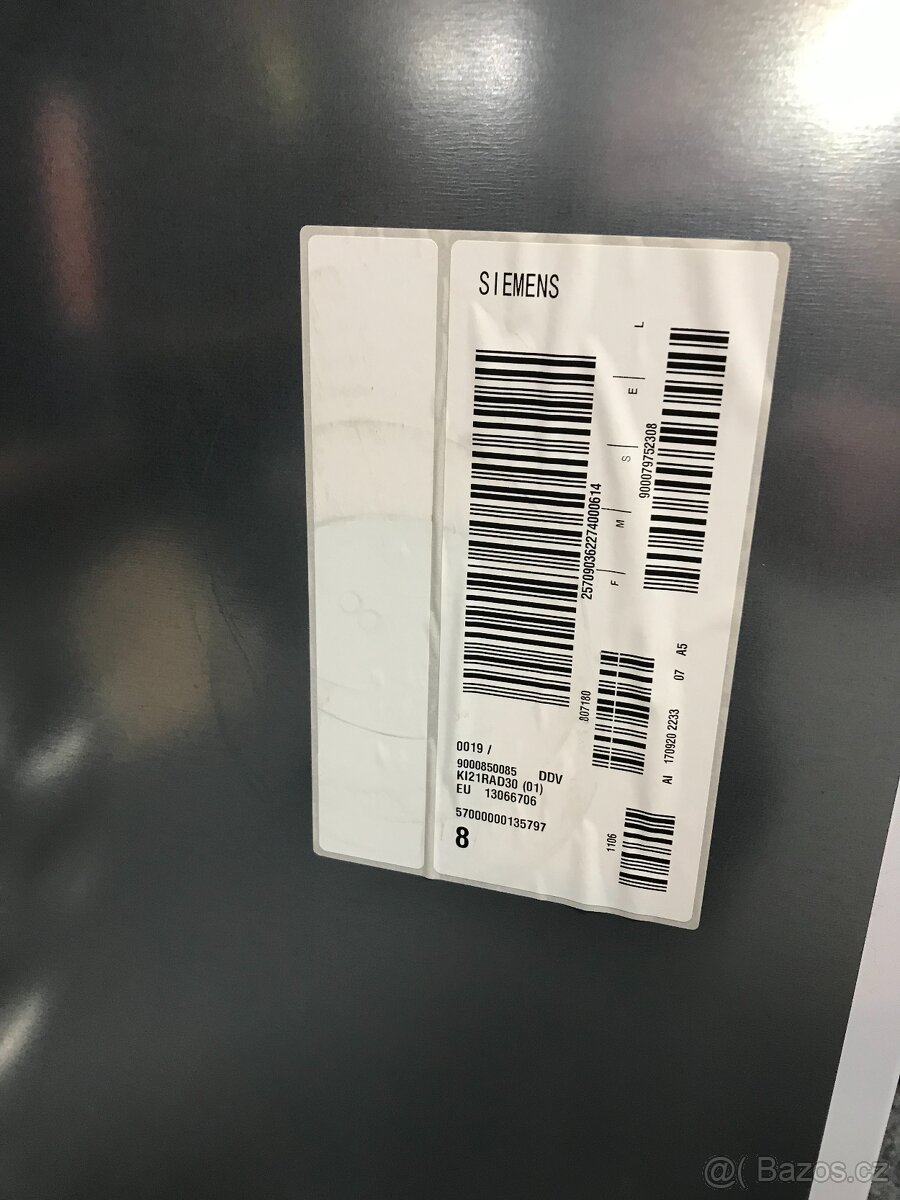 SIEMENS
257090362274000614
F M S E L
900079752308
807180
0019 /
9000850085 DDV
KI21RAD30 (01)
EU 13066706
57000000135797
8
1106
AI 170920 2233 07 A5
@( Bazos.cz